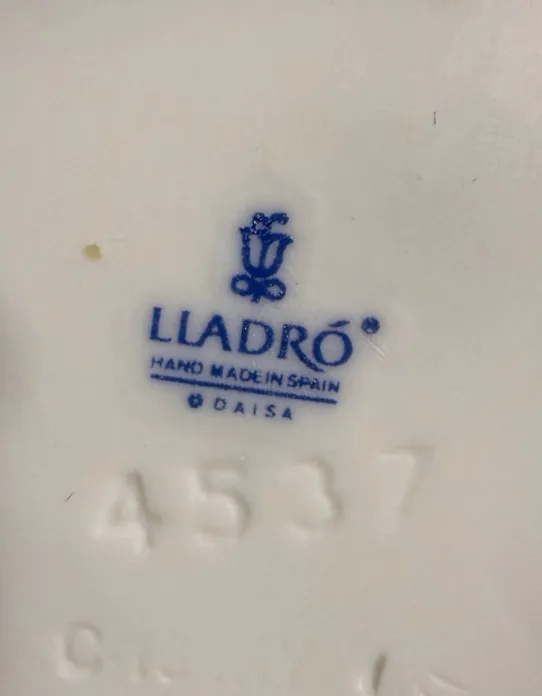 LLADRÓ®
HAND MADE IN SPAIN
© DAISA
4537